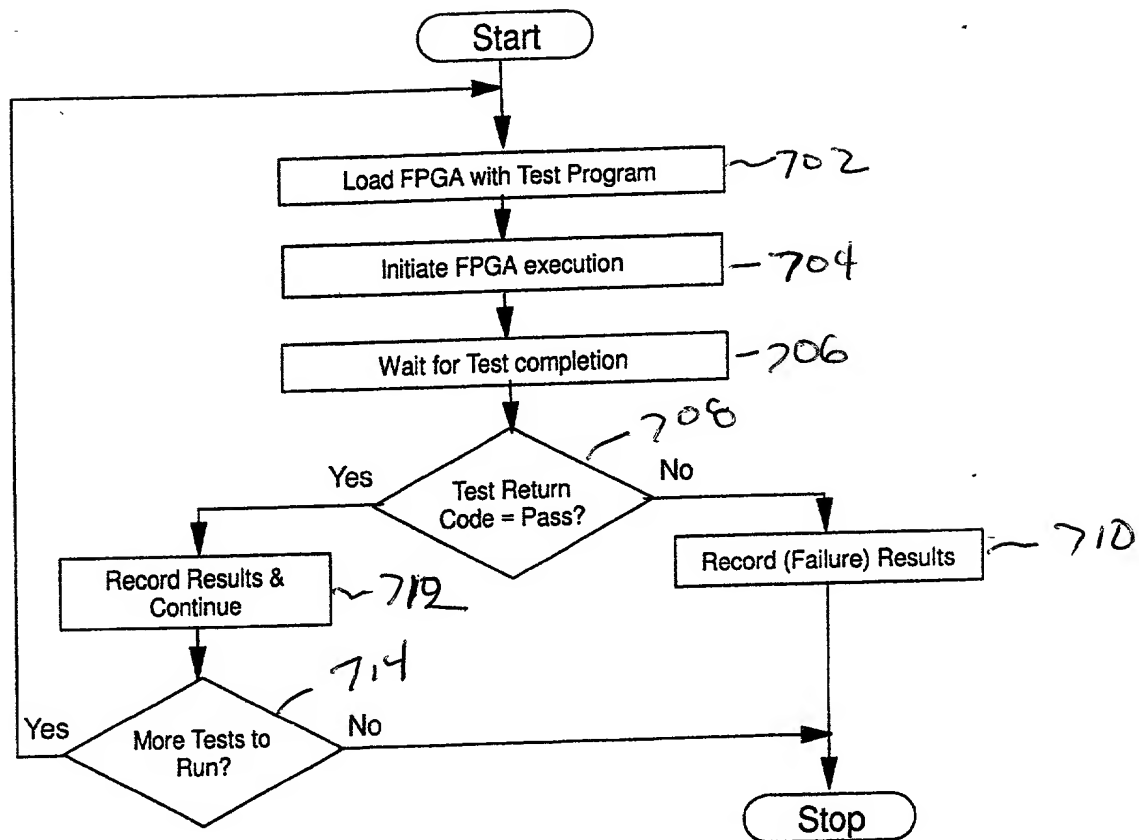 Start
Load FPGA with Test Program
702
Initiate FPGA execution
704
Wait for Test completion
706
708
Yes
No
Test Return
Code = Pass?
Record (Failure) Results
710
Record Results &
Continue
712
714
Yes
No
More Tests to
Run?
Stop